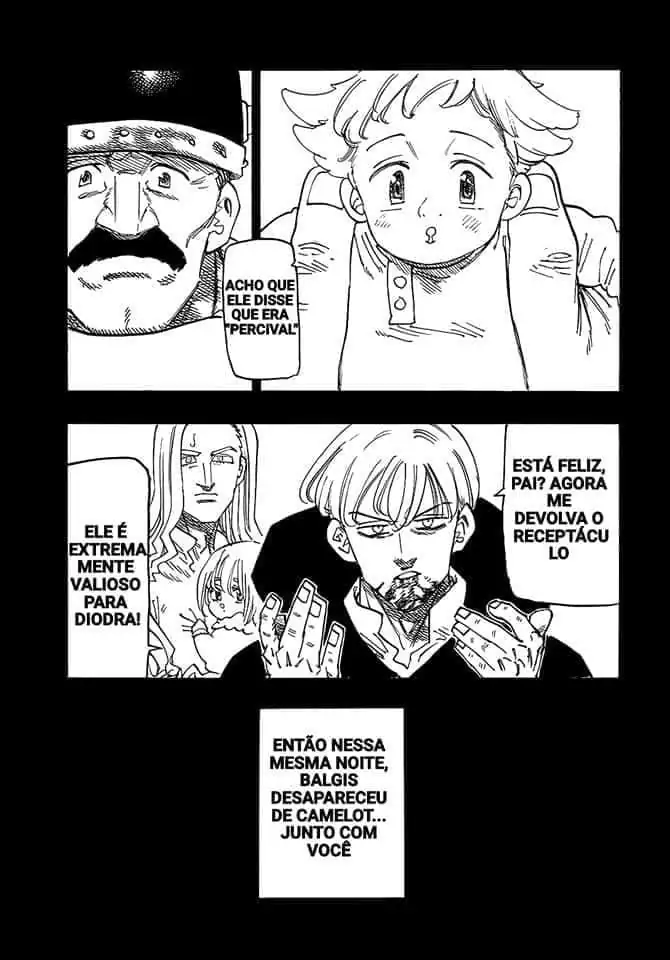 ACHO QUE
ELE DISSE
QUE ERA
"PERCIVAL"
ESTÁ FELIZ,
PAI? AGORA
ME
DEVOLVA O
RECEPTÁCU
LO
ELE É
EXTREMA
MENTE
VALIOSO
PARA
DIODRA!
ENTÃO NESSA
MESMA NOITE,
BALGIS
DESAPARECEU
DE CAMELOT...
JUNTO COM
VOCÊ